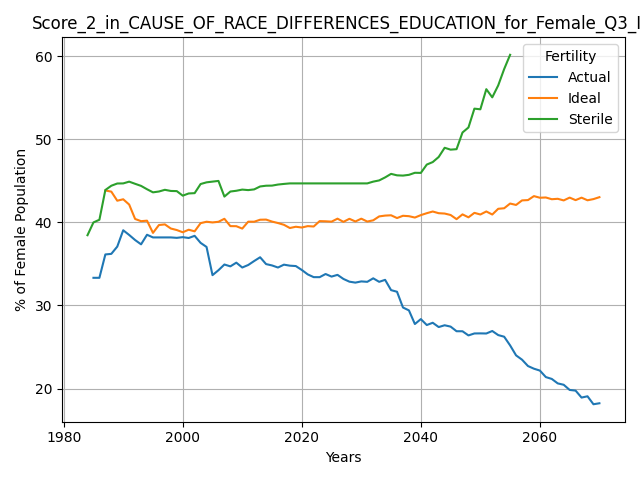 Score_2_in_CAUSE_OF_RACE_DIFFERENCES_EDUCATION_for_Female_Q3_I
Fertility
Actual
Ideal
Sterile
% of Female Population
60
50
40
30
20
1980
2000
2020
2040
2060
Years